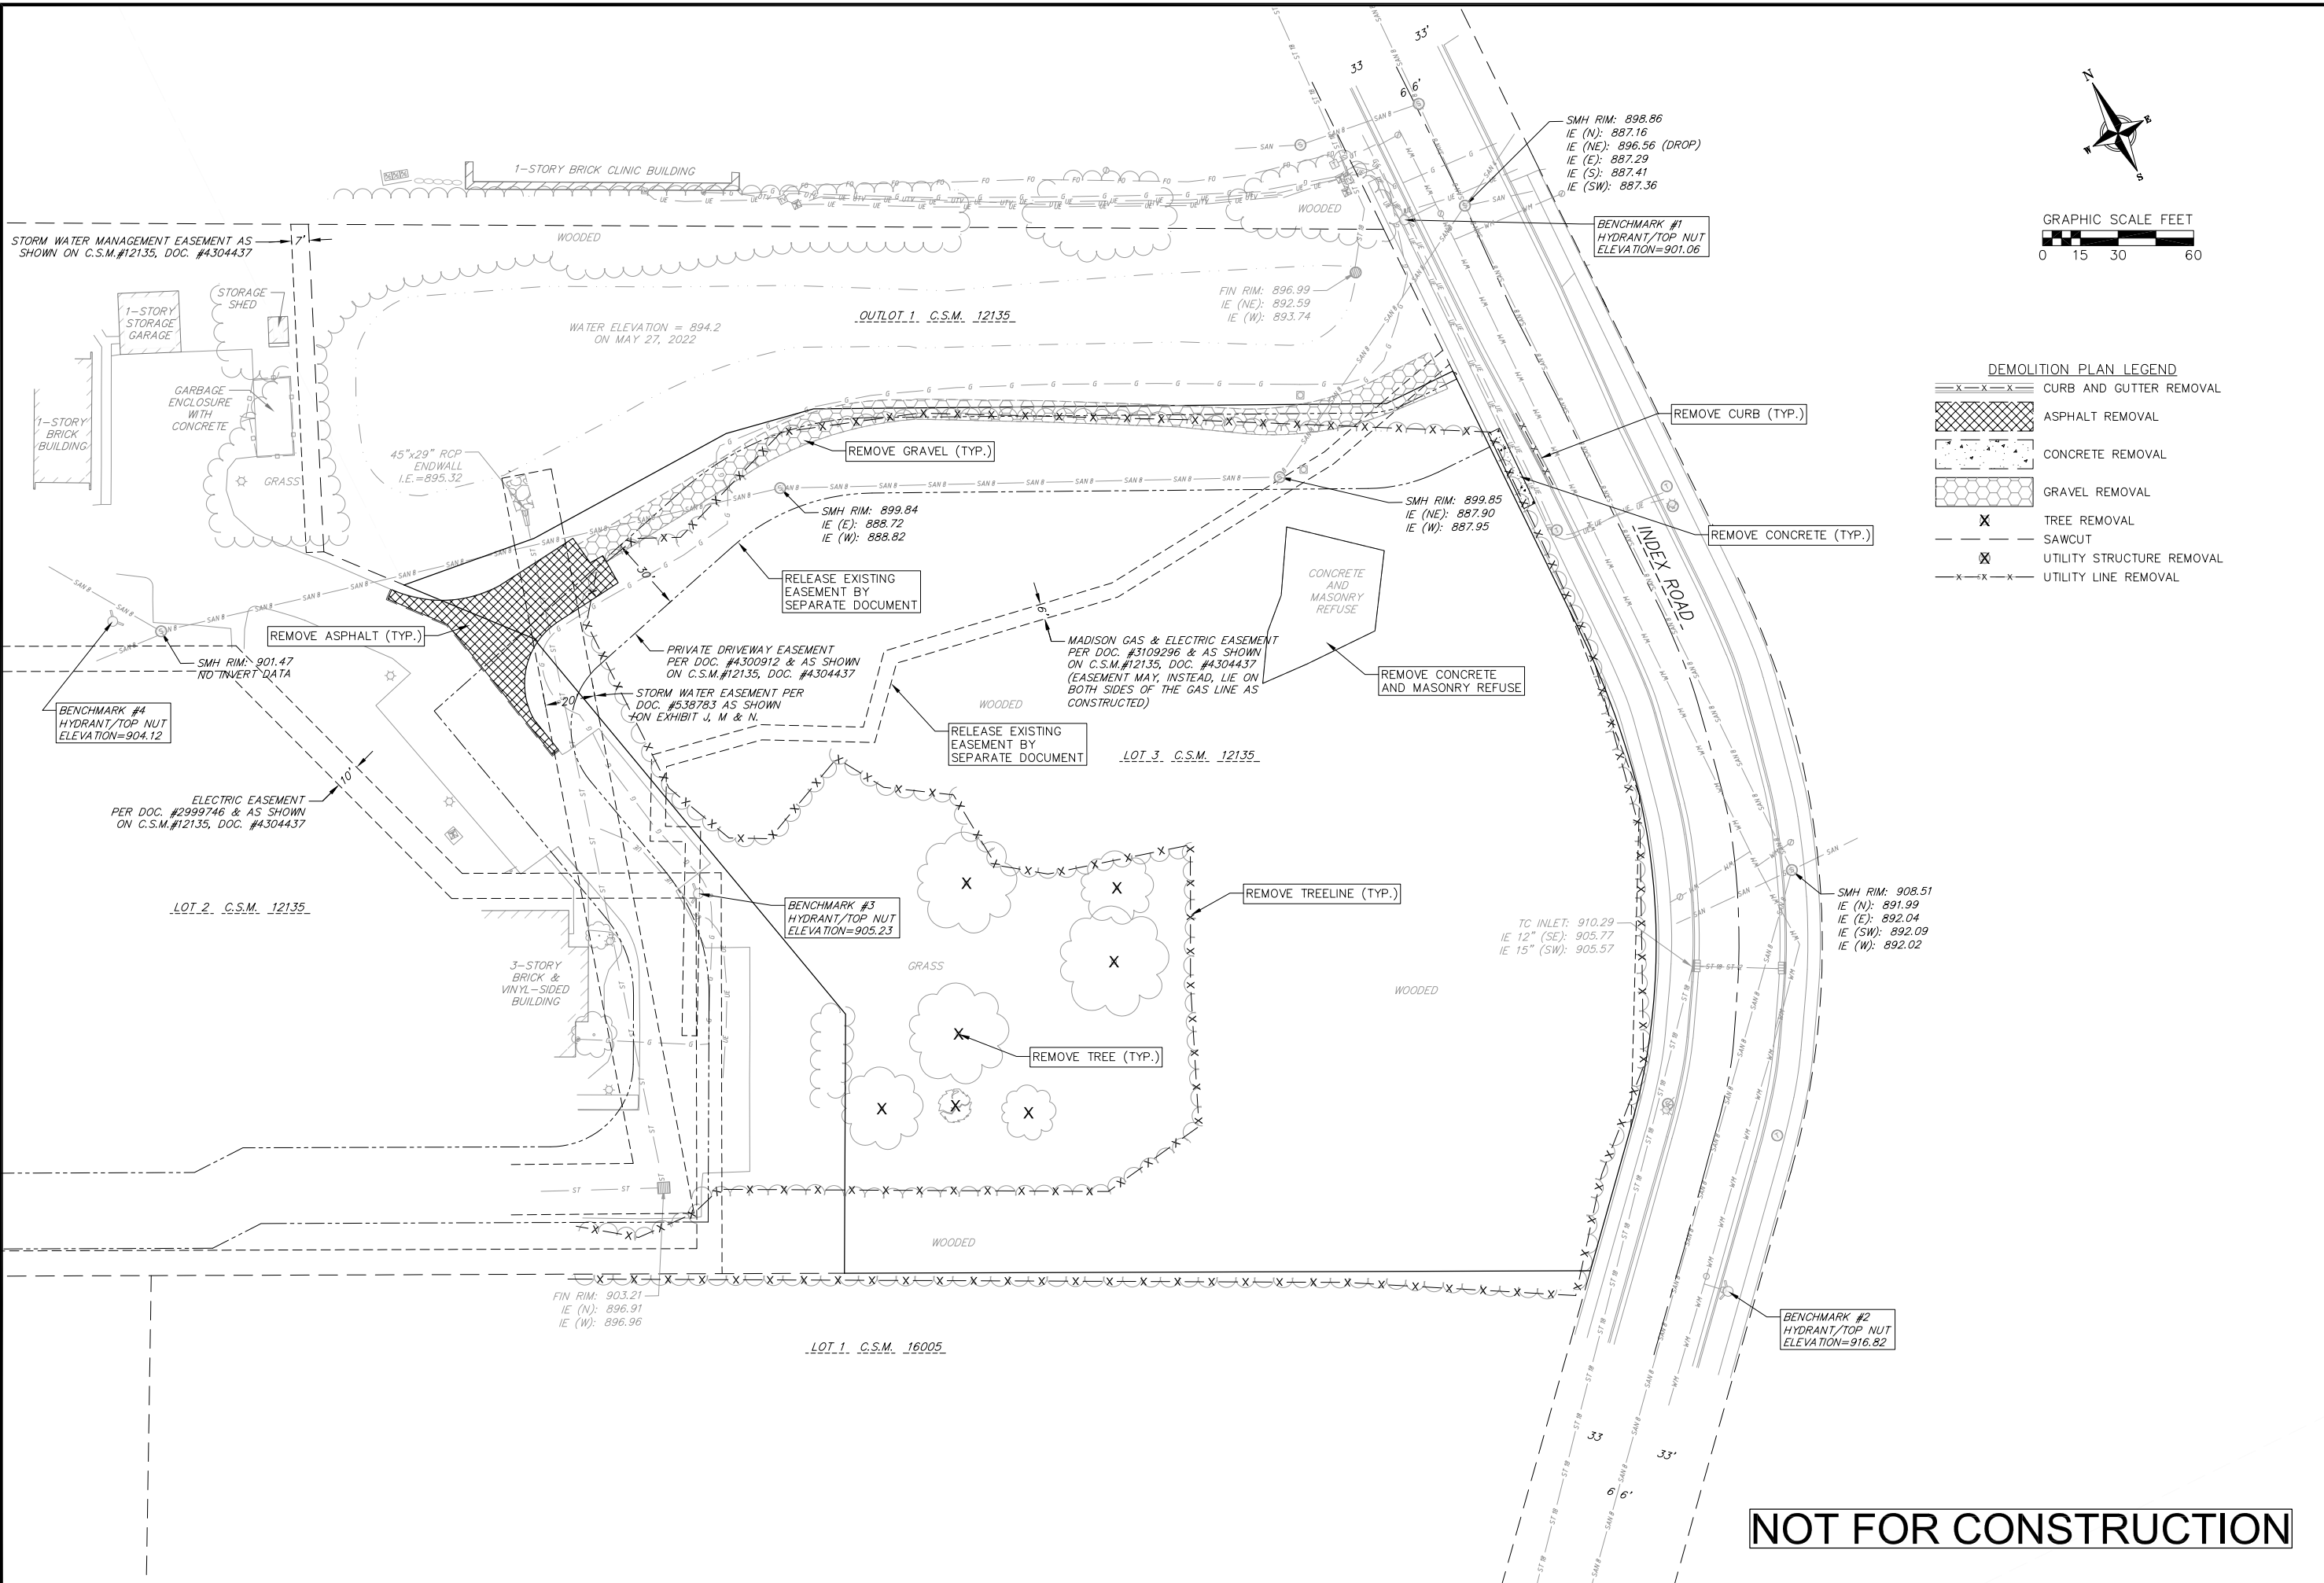 33'
33
6 6'
SMH RIM: 898.86
IE (N): 887.16
IE (NE): 896.56 (DROP)
IE (E): 887.29
IE (S): 887.41
IE (SW): 887.36
BENCHMARK #1
HYDRANT/TOP NUT
ELEVATION=901.06
N
E
S
W
GRAPHIC SCALE FEET
0 15 30 60
DEMOLITION PLAN LEGEND
CURB AND GUTTER REMOVAL
ASPHALT REMOVAL
CONCRETE REMOVAL
GRAVEL REMOVAL
TREE REMOVAL
SAWCUT
UTILITY STRUCTURE REMOVAL
UTILITY LINE REMOVAL
1-STORY BRICK CLINIC BUILDING
WOODED
WOODED
STORM WATER MANAGEMENT EASEMENT AS
SHOWN ON C.S.M.#12135, DOC. #4304437
7'
STORAGE
SHED
1-STORY
STORAGE
GARAGE
GARBAGE
ENCLOSURE
WITH
CONCRETE
1-STORY
BRICK
BUILDING
GRASS
WATER ELEVATION = 894.2
ON MAY 27, 2022
OUTLOT 1 C.S.M. 12135
FIN RIM: 896.99
IE (NE): 892.59
IE (W): 893.74
45"x29" RCP
ENDWALL
I.E.=895.32
REMOVE GRAVEL (TYP.)
REMOVE CURB (TYP.)
SMH RIM: 899.84
IE (E): 888.72
IE (W): 888.82
SMH RIM: 899.85
IE (NE): 887.90
IE (W): 887.95
REMOVE CONCRETE (TYP.)
INDEX ROAD
30'
RELEASE EXISTING
EASEMENT BY
SEPARATE DOCUMENT
CONCRETE
AND
MASONRY
REFUSE
6'
REMOVE ASPHALT (TYP.)
SMH RIM: 901.47
NO INVERT DATA
PRIVATE DRIVEWAY EASEMENT
PER DOC. #4300912 & AS SHOWN
ON C.S.M.#12135, DOC. #4304437
MADISON GAS & ELECTRIC EASEMENT
PER DOC. #3109296 & AS SHOWN
ON C.S.M.#12135, DOC. #4304437
(EASEMENT MAY, INSTEAD, LIE ON
BOTH SIDES OF THE GAS LINE AS
CONSTRUCTED)
REMOVE CONCRETE
AND MASONRY REFUSE
20'
STORM WATER EASEMENT PER
DOC. #538783 AS SHOWN
ON EXHIBIT J, M & N.
BENCHMARK #4
HYDRANT/TOP NUT
ELEVATION=904.12
WOODED
RELEASE EXISTING
EASEMENT BY
SEPARATE DOCUMENT
LOT 3 C.S.M. 12135
10'
ELECTRIC EASEMENT
PER DOC. #2999746 & AS SHOWN
ON C.S.M.#12135, DOC. #4304437
LOT 2 C.S.M. 12135
BENCHMARK #3
HYDRANT/TOP NUT
ELEVATION=905.23
REMOVE TREELINE (TYP.)
SMH RIM: 908.51
IE (N): 891.99
IE (E): 892.04
IE (SW): 892.09
IE (W): 892.02
TC INLET: 910.29
IE 12" (SE): 905.77
IE 15" (SW): 905.57
3-STORY
BRICK &
VINYL-SIDED
BUILDING
GRASS
WOODED
REMOVE TREE (TYP.)
WOODED
FIN RIM: 903.21
IE (N): 896.91
IE (W): 896.96
LOT 1 C.S.M. 16005
BENCHMARK #2
HYDRANT/TOP NUT
ELEVATION=916.82
33
33'
6 6'
NOT FOR CONSTRUCTION